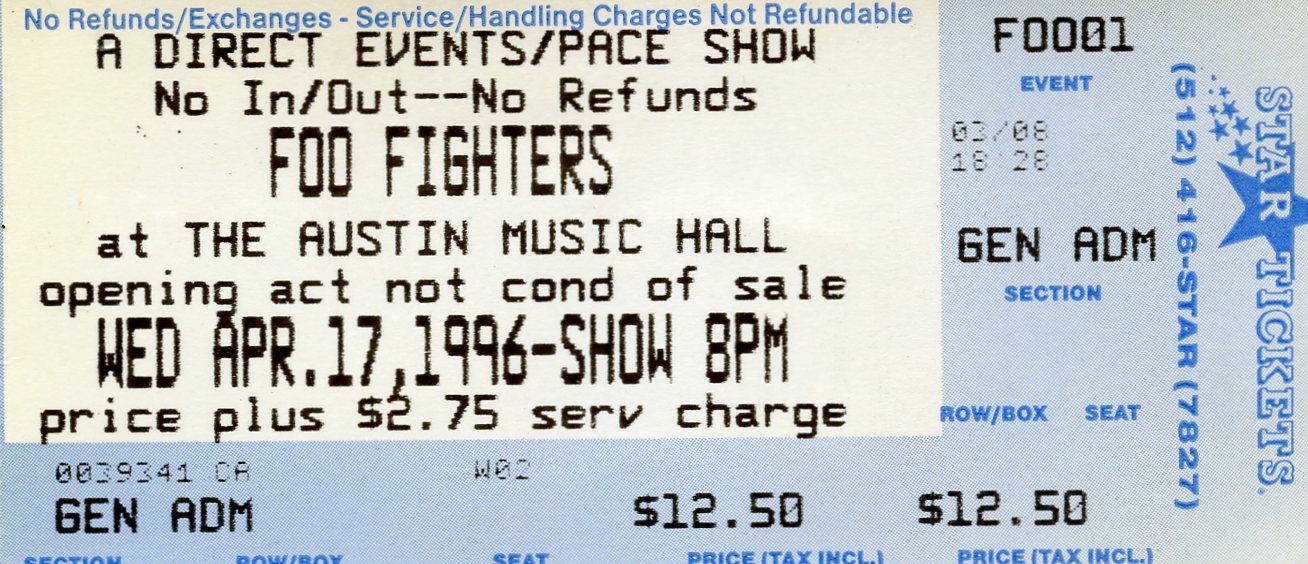 No Refunds/Exchanges - Service/Handling Charges Not Refundable
A DIRECT EVENTS/PACE SHOW
No In/Out--No Refunds
FOO FIGHTERS
at THE AUSTIN MUSIC HALL
opening act not cond of sale
WED APR.17,1996-SHOW 8PM
price plus $2.75 serv charge
0039341 CA W02
GEN ADM $12.50 $12.50
SECTION ROW/BOX SEAT PRICE (TAX INCL.) PRICE (TAX INCL.)
FOO01
EVENT
03/08
18:28
GEN ADM
SECTION
ROW/BOX SEAT
(512) 416-STAR (7827)
STAR TICKETS.